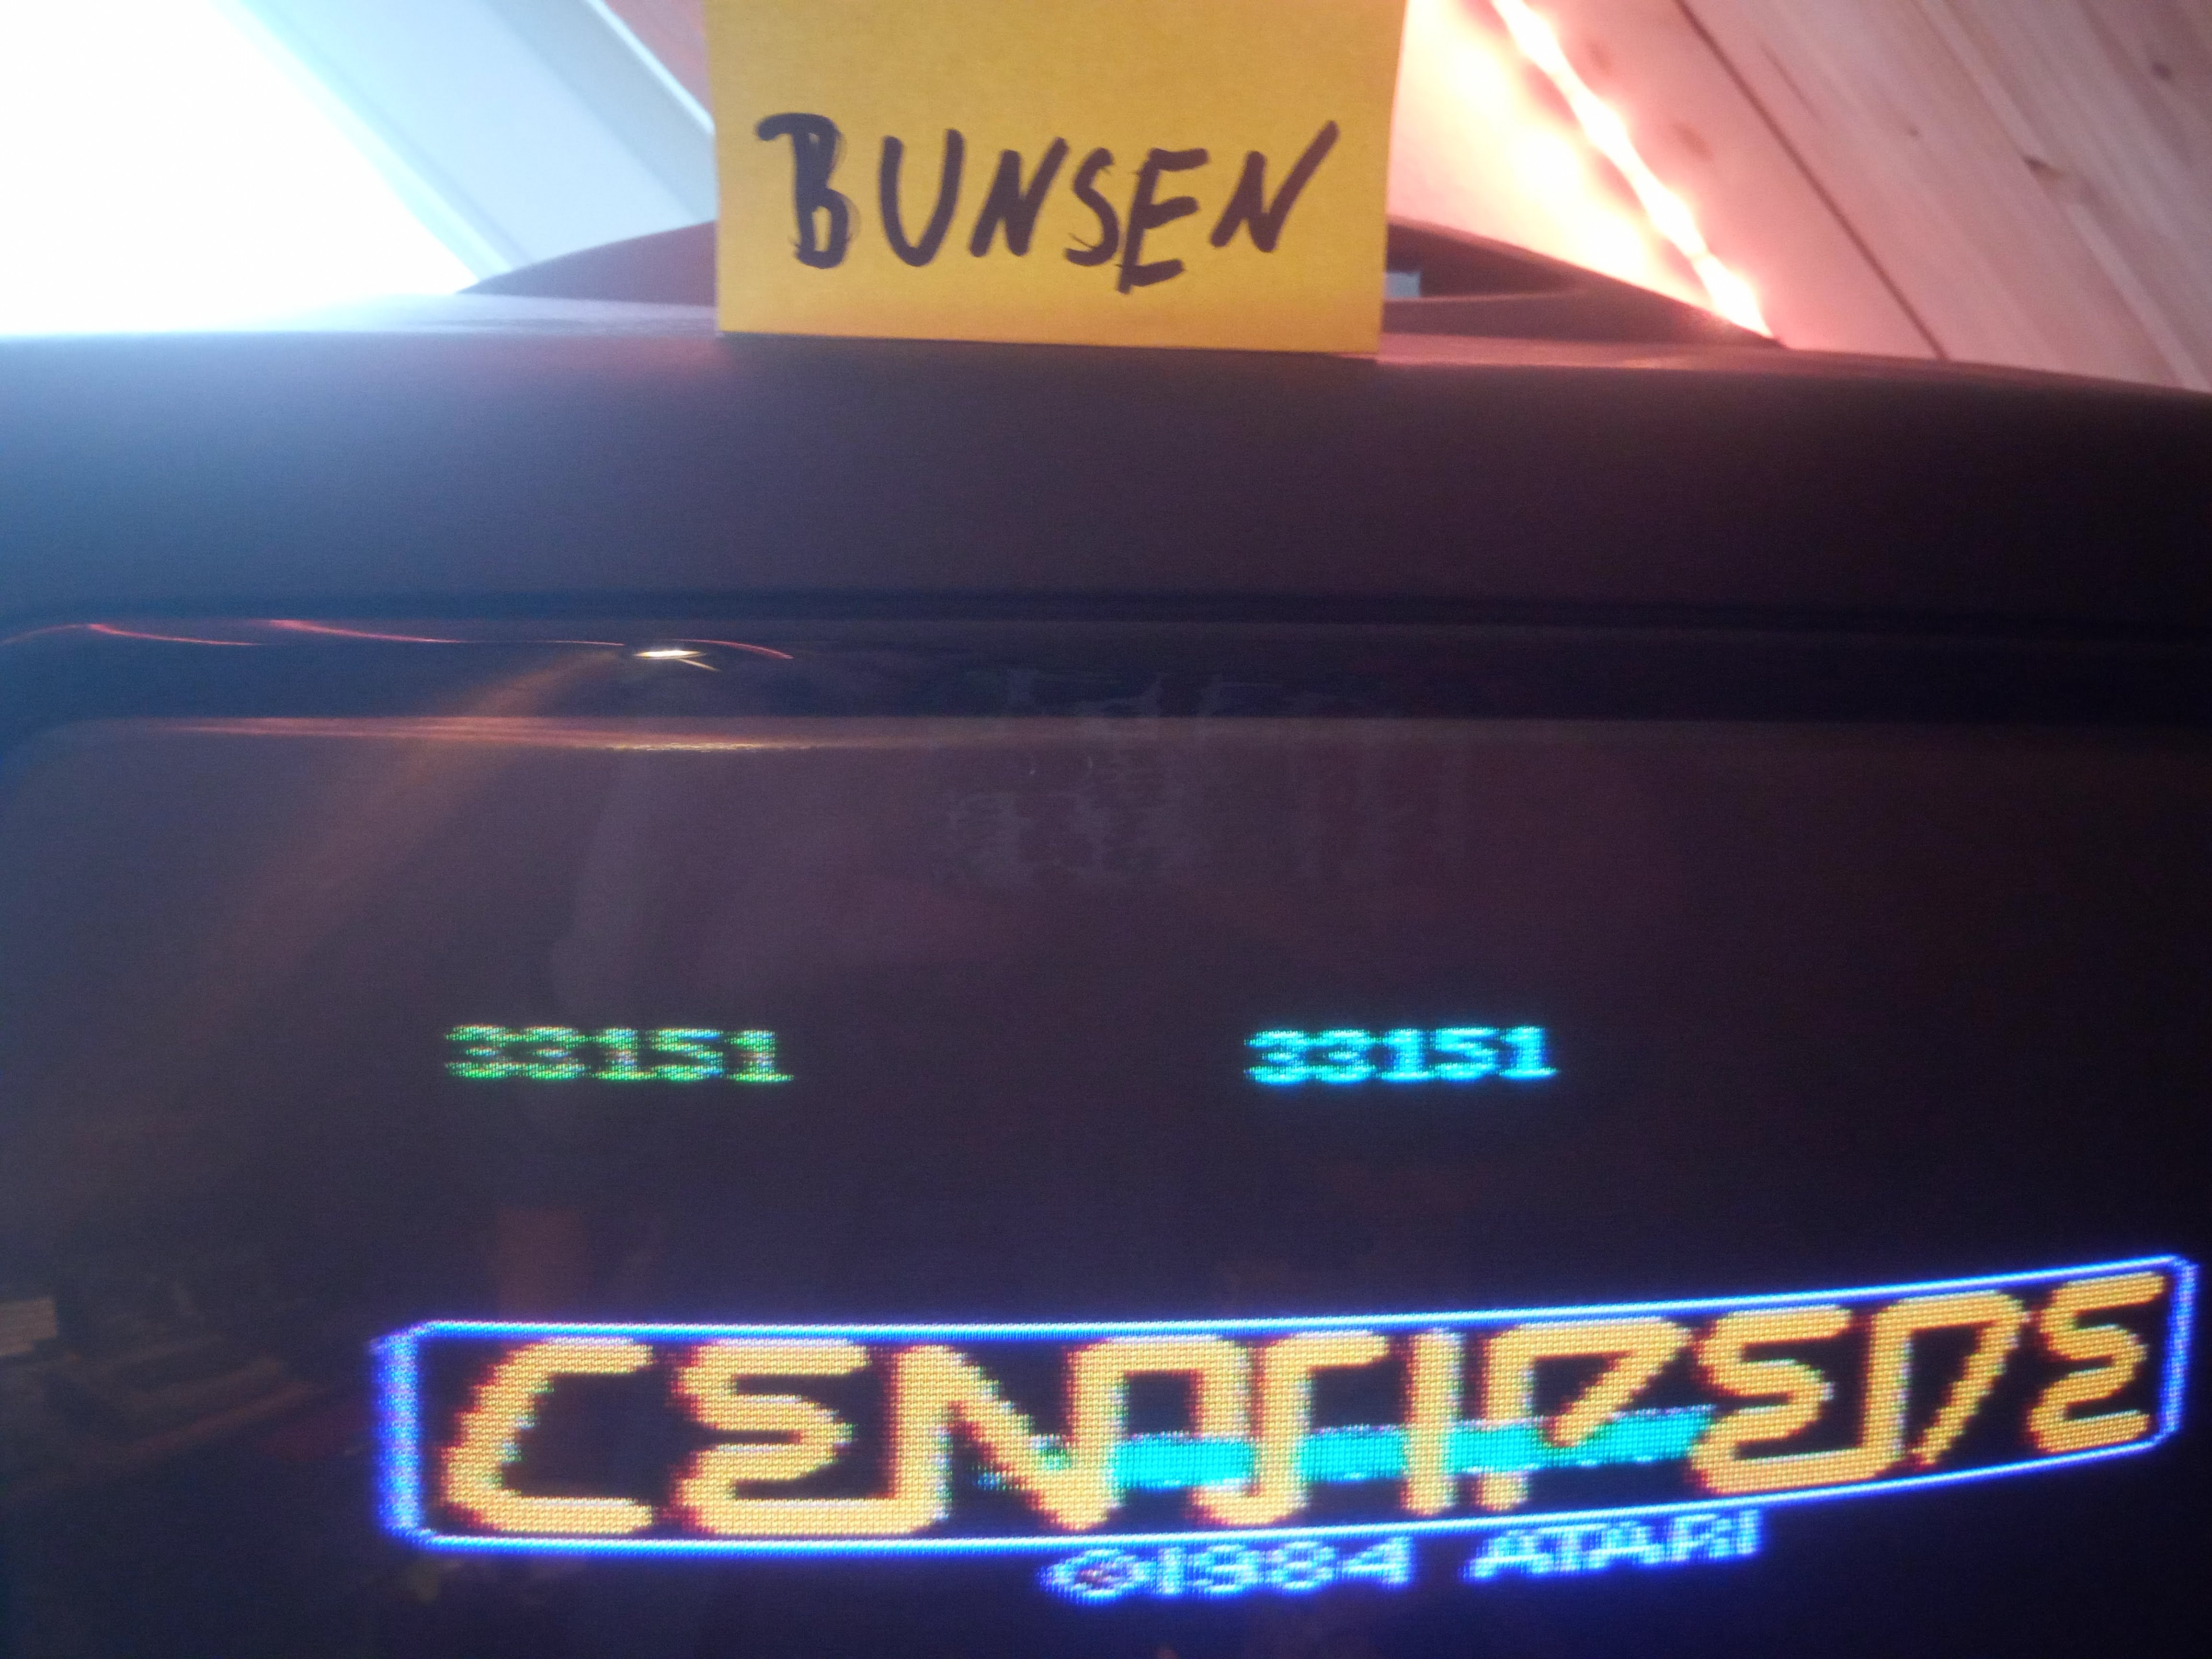 BUNSEN
33151 33151
CENTIPEDE
©1984 ATARI